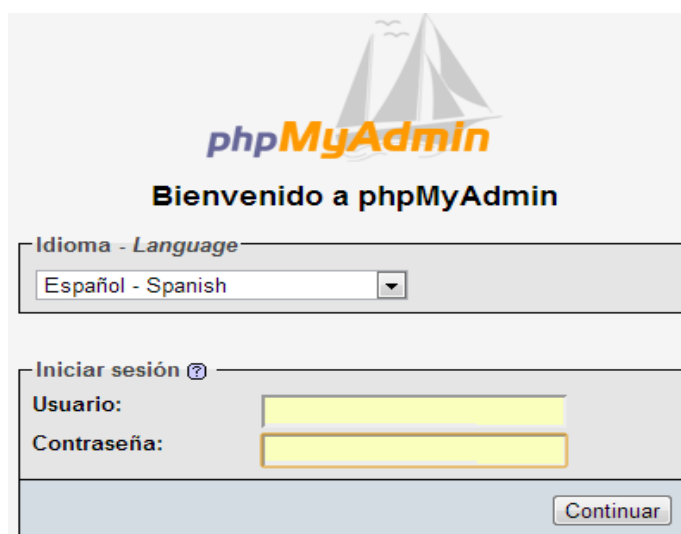 phpMyAdmin
Bienvenido a phpMyAdmin
Idioma - Language
Español - Spanish
Iniciar sesión ?
Usuario:
Contraseña:
Continuar